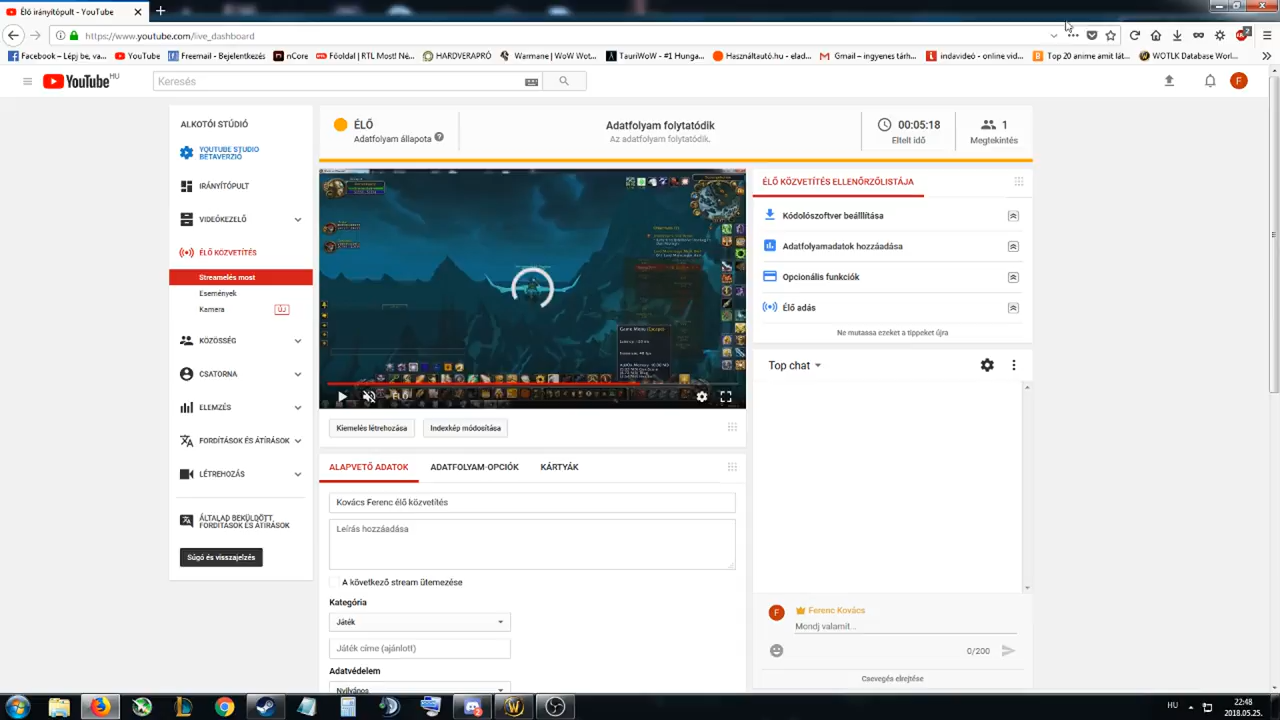 Élő irányítópult - YouTube
https://www.youtube.com/live_dashboard
Facebook – Lépj be, va...
YouTube
Freemail - Bejelentkezés
nCore
Főoldal | RTL Most! Né...
HARDVERAPRÓ
Warmane | WoW Wot...
TauriWoW - #1 Hunga...
Használtautó.hu - elad...
Gmail – ingyenes tárh...
indavideó - online vid...
Top 20 anime amit lát...
WOTLK Database Worl...
YouTube HU
Keresés
F
ALKOTÓI STÚDIÓ
YOUTUBE STUDIO
BÉTAVERZIÓ
IRÁNYÍTÓPULT
VIDEÓKEZELŐ
ÉLŐ KÖZVETÍTÉS
Streamelés most
Események
Kamera
ÚJ
KÖZÖSSÉG
CSATORNA
ELEMZÉS
FORDÍTÁSOK ÉS ÁTÍRÁSOK
LÉTREHOZÁS
ÁLTALAD BEKÜLDÖTT
FORDÍTÁSOK ÉS ÁTÍRÁSOK
Súgó és visszajelzés
ÉLŐ
Adatfolyam állapota
Adatfolyam folytatódik
Az adatfolyam folytatódik.
00:05:18
Eltelt idő
1
Megtekintés
ÉLŐ
Kiemelés létrehozása
Indexkép módosítása
ALAPVETŐ ADATOK
ADATFOLYAM-OPCIÓK
KÁRTYÁK
Kovács Ferenc élő közvetítés
Leírás hozzáadása
A következő stream ütemezése
Kategória
Játék
Játék címe (ajánlott)
Adatvédelem
Nyilvános
ÉLŐ KÖZVETÍTÉS ELLENŐRZŐLISTÁJA
Kódolószoftver beállítása
Adatfolyamadatok hozzáadása
Opcionális funkciók
Élő adás
Ne mutassa ezeket a tippeket újra
Top chat
F
Ferenc Kovács
Mondj valamit...
0/200
Csevegés elrejtése
HU
22:48
2018.05.25.